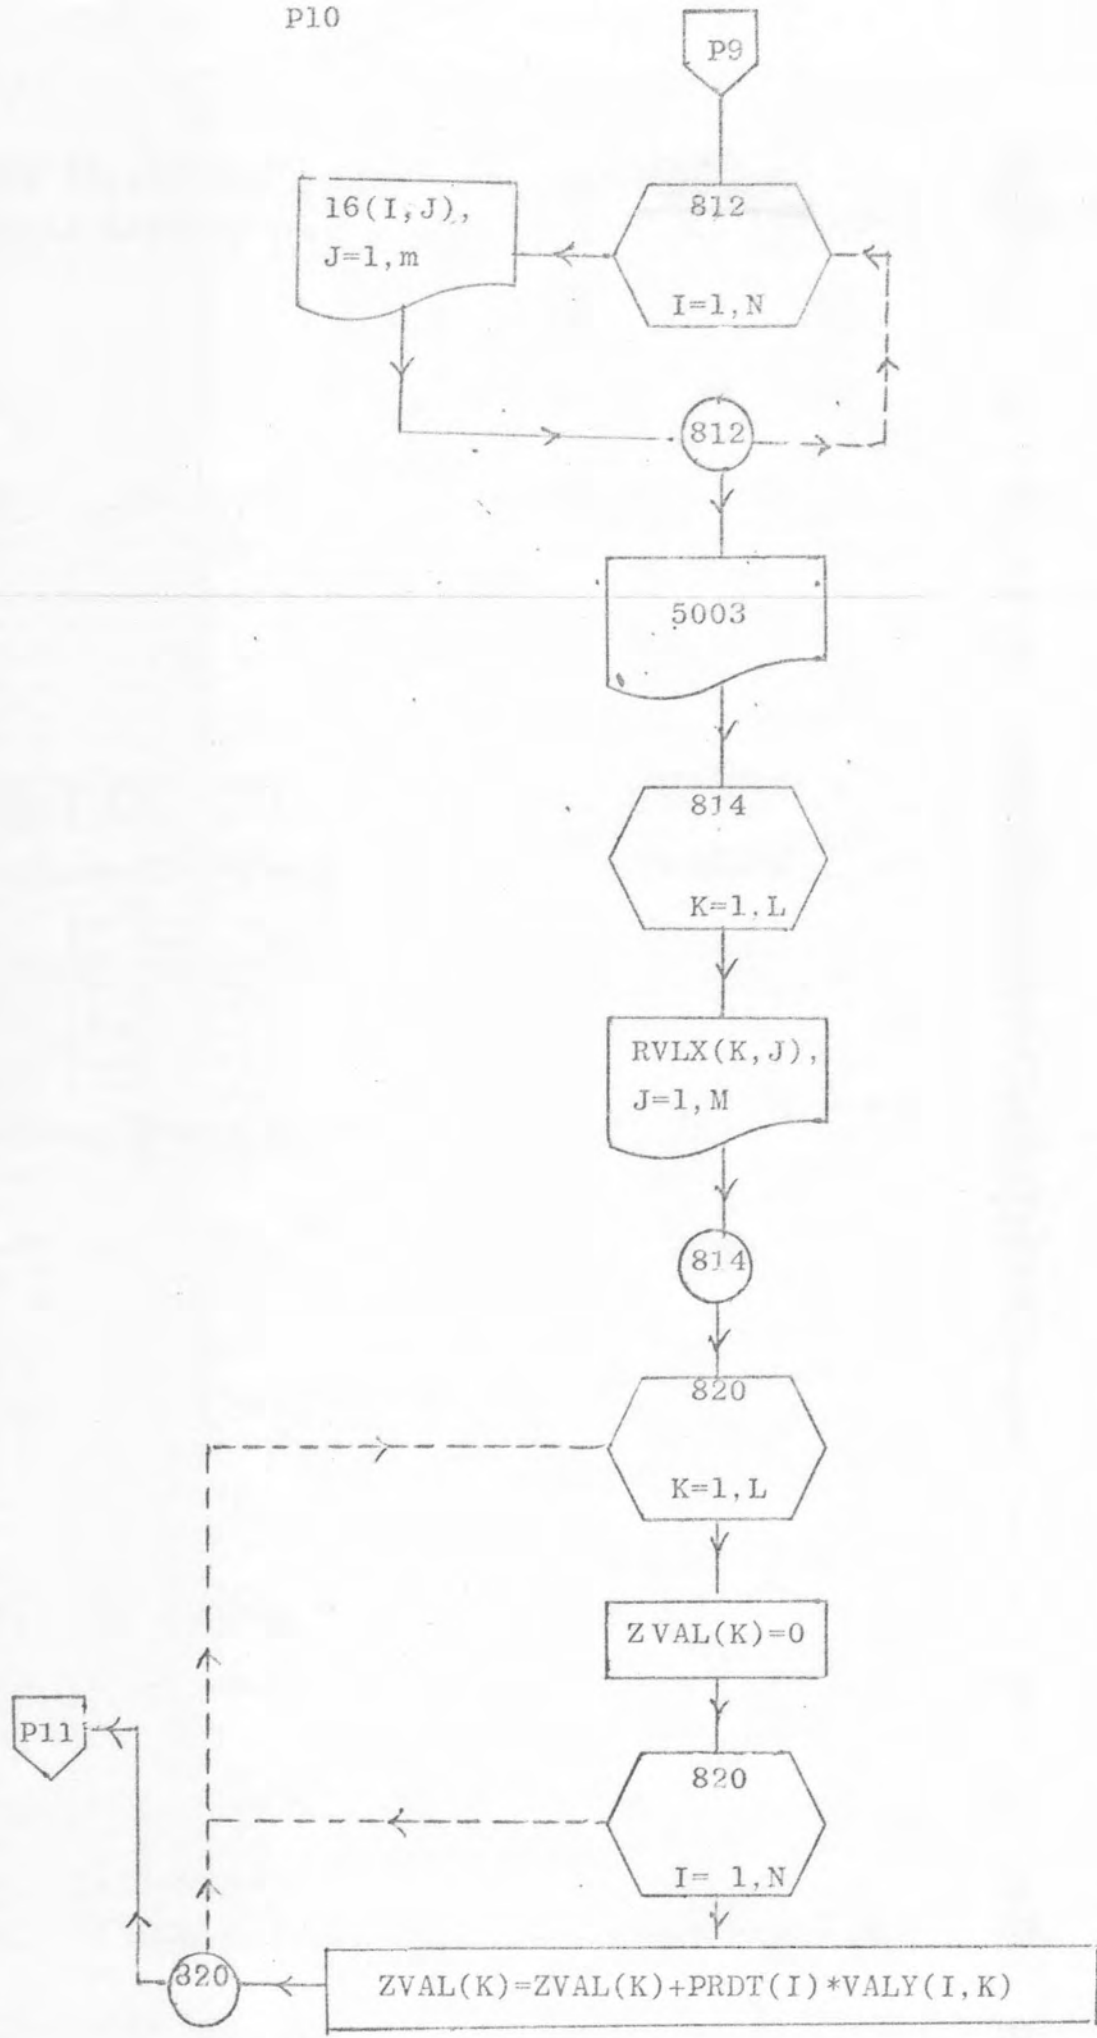 P10
P9
812
I=1,N
16(I,J),
J=1,m
812
5003
814
K=1,L
RVLX(K,J),
J=1,M
814
820
K=1,L
ZVAL(K)=0
P11
820
I= 1,N
820
ZVAL(K)=ZVAL(K)+PRDT(I)*VALY(I,K)